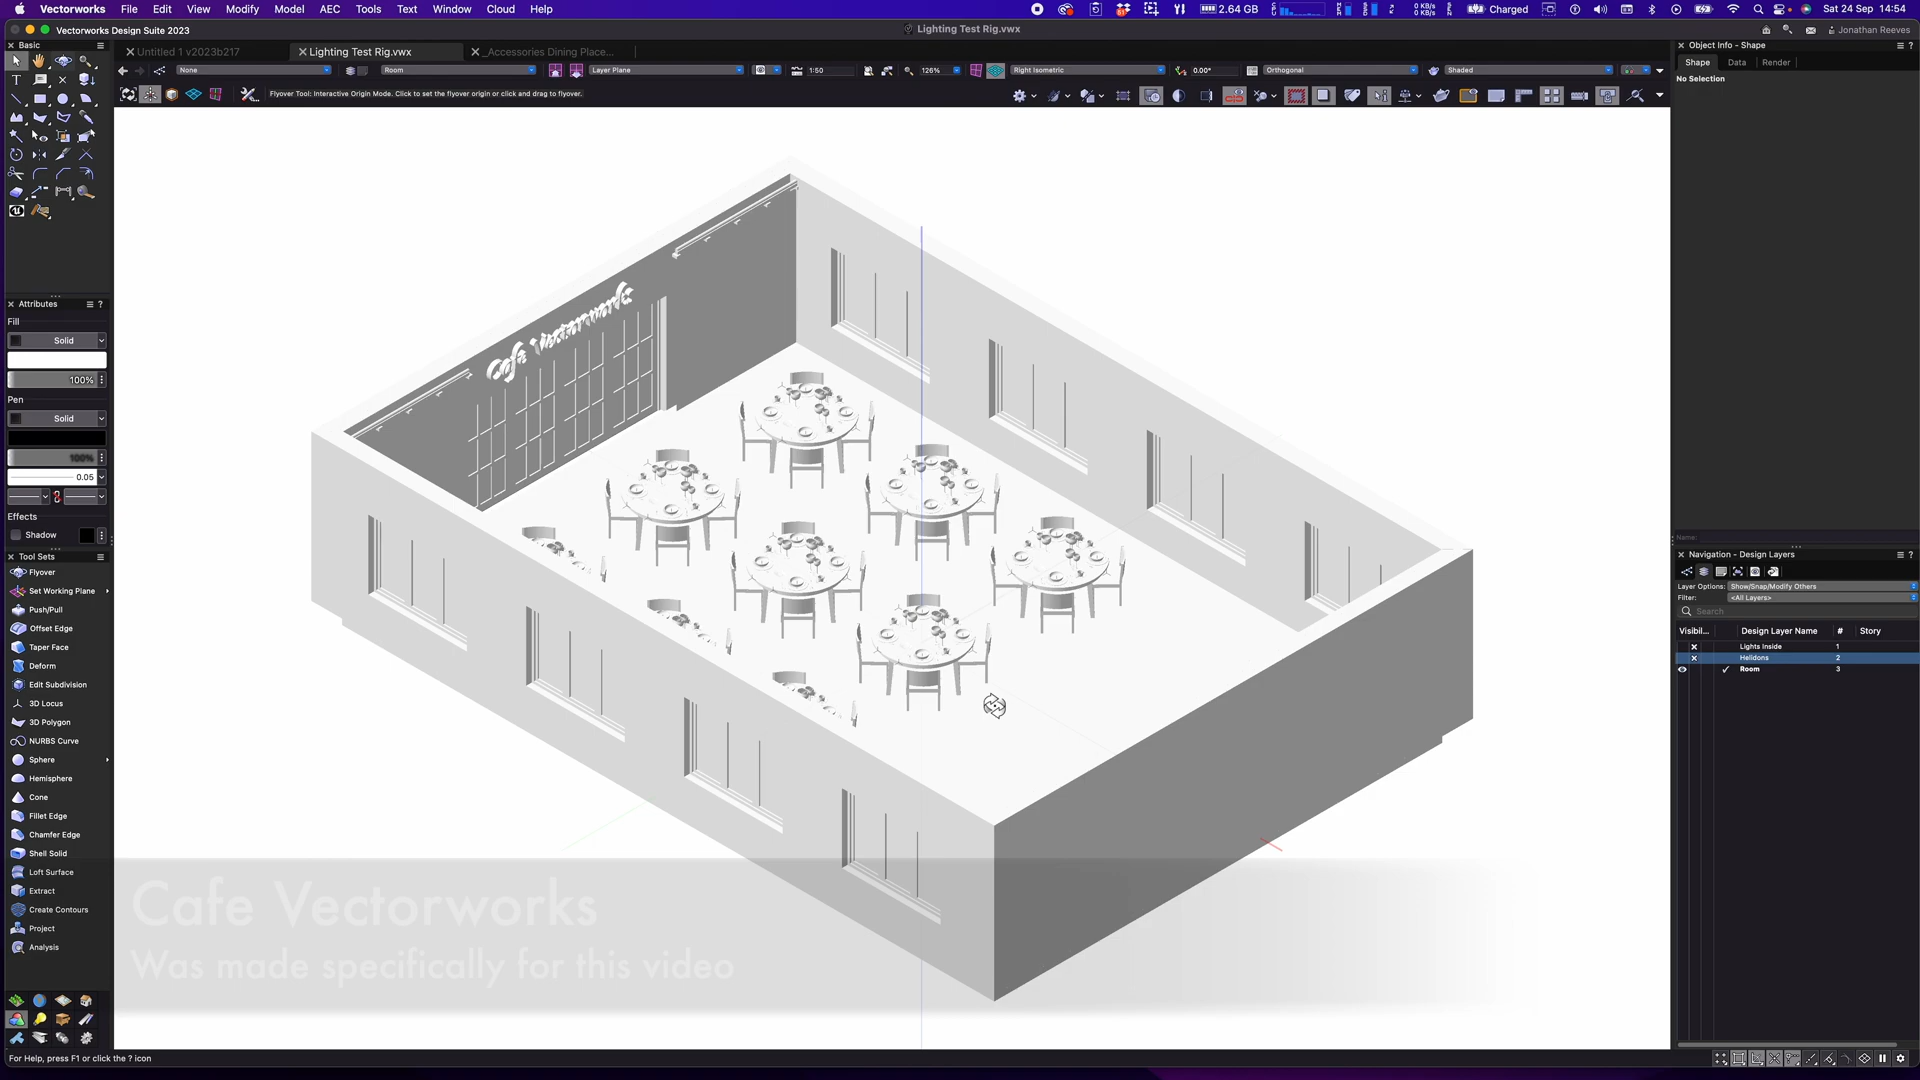 Vectorworks File Edit View Modify Model AEC Tools Text Window Cloud Help
2.64 GB 0 KB/s 0 KB/s Charged Sat 24 Sep 14:54
Vectorworks Design Suite 2023
Lighting Test Rig.vwx
Jonathan Reeves
Basic
Untitled 1 v2023b217
Lighting Test Rig.vwx
_Accessories Dining Place...
None
Room
Layer Plane
1:50
126%
Right Isometric
0.00°
Orthogonal
Shaded
Flyover Tool: Interactive Origin Mode. Click to set the flyover origin or click and drag to flyover.
Attributes
Fill
Solid
100%
Pen
Solid
100%
0.05
Effects
Shadow
Tool Sets
Flyover
Set Working Plane
Push/Pull
Offset Edge
Taper Face
Deform
Edit Subdivision
3D Locus
3D Polygon
NURBS Curve
Sphere
Hemisphere
Cone
Fillet Edge
Chamfer Edge
Shell Solid
Loft Surface
Extract
Create Contours
Project
Analysis
Cafe Vectorworks
Cafe Vectorworks
Was made specifically for this video
Object Info - Shape
Shape Data Render
No Selection
Name:
Navigation - Design Layers
Layer Options: Show/Snap/Modify Others
Filter: <All Layers>
Search
Visibil... Design Layer Name # Story
Lights Inside 1
Helidons 2
Room 3
For Help, press F1 or click the ? icon